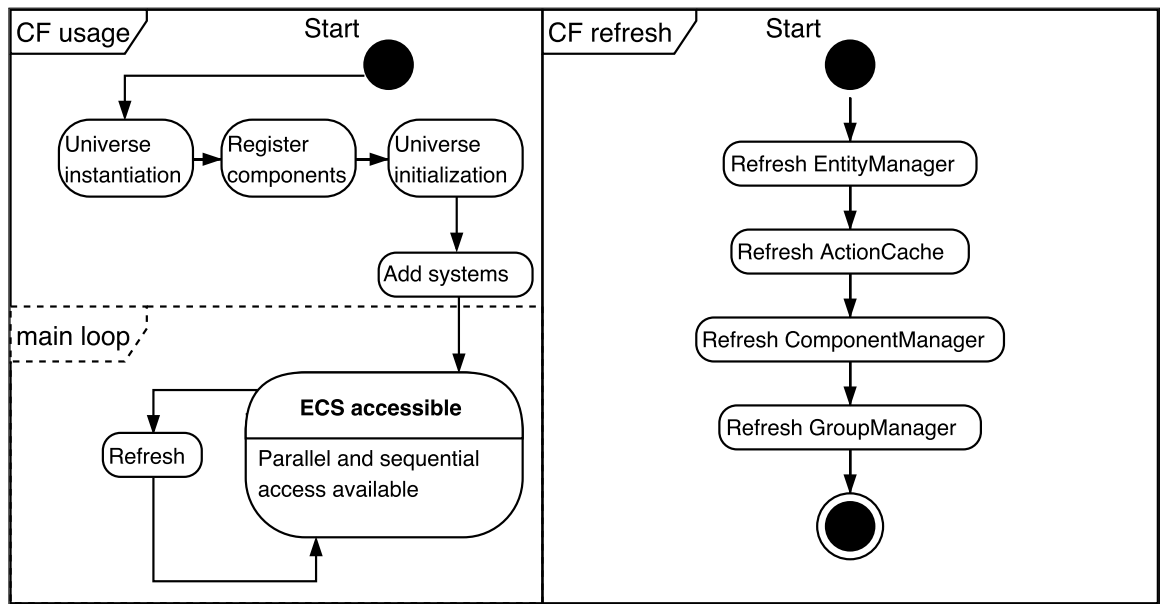 CF usage
Start
Universe
instantiation
Register
components
Universe
initialization
Add systems
main loop
ECS accessible
Parallel and sequential
access available
Refresh
CF refresh
Start
Refresh EntityManager
Refresh ActionCache
Refresh ComponentManager
Refresh GroupManager